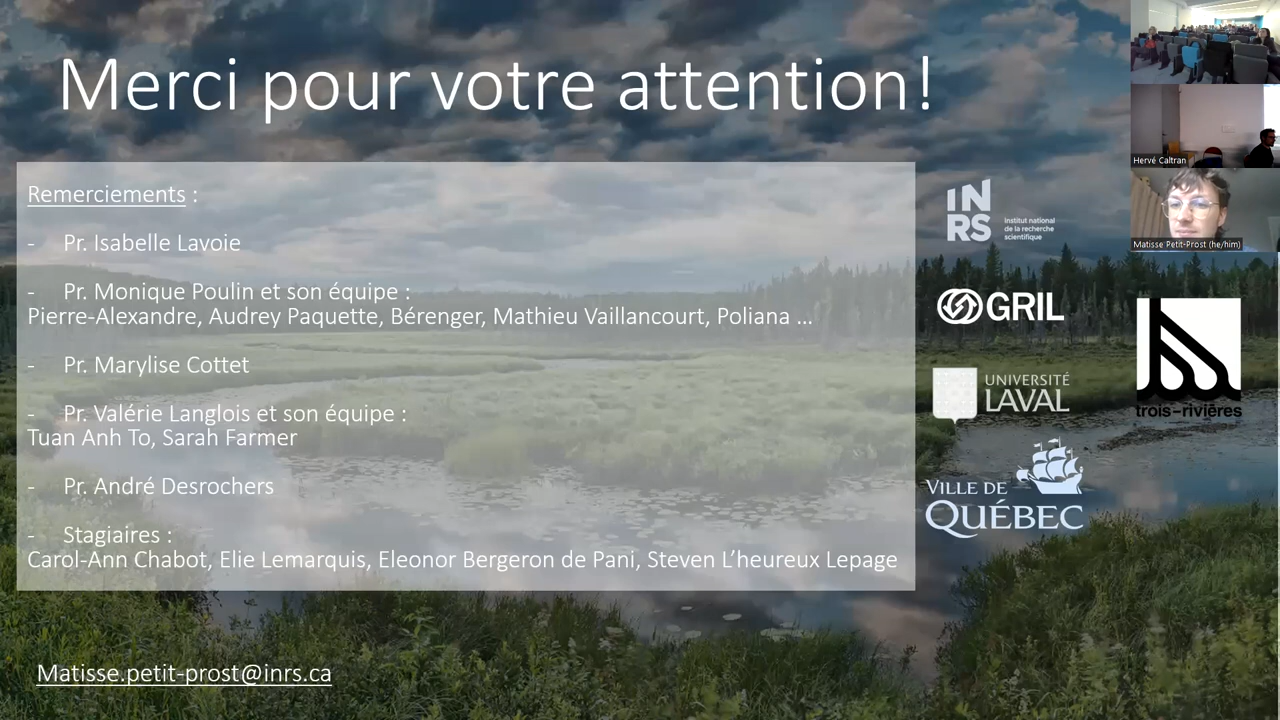 Merci pour votre attention!
Remerciements :
- Pr. Isabelle Lavoie
- Pr. Monique Poulin et son équipe :
Pierre-Alexandre, Audrey Paquette, Bérenger, Mathieu Vaillancourt, Poliana ...
- Pr. Marylise Cottet
- Pr. Valérie Langlois et son équipe :
Tuan Anh To, Sarah Farmer
- Pr. André Desrochers
- Stagiaires :
Carol-Ann Chabot, Elie Lemarquis, Eleonor Bergeron de Pani, Steven L’heureux Lepage
Matisse.petit-prost@inrs.ca
INRS
Institut national
de la recherche
scientifique
GRIL
UNIVERSITÉ
LAVAL
trois-rivières
VILLE DE
QUÉBEC
Hervé Caltran
Matisse Petit-Prost (he/him)